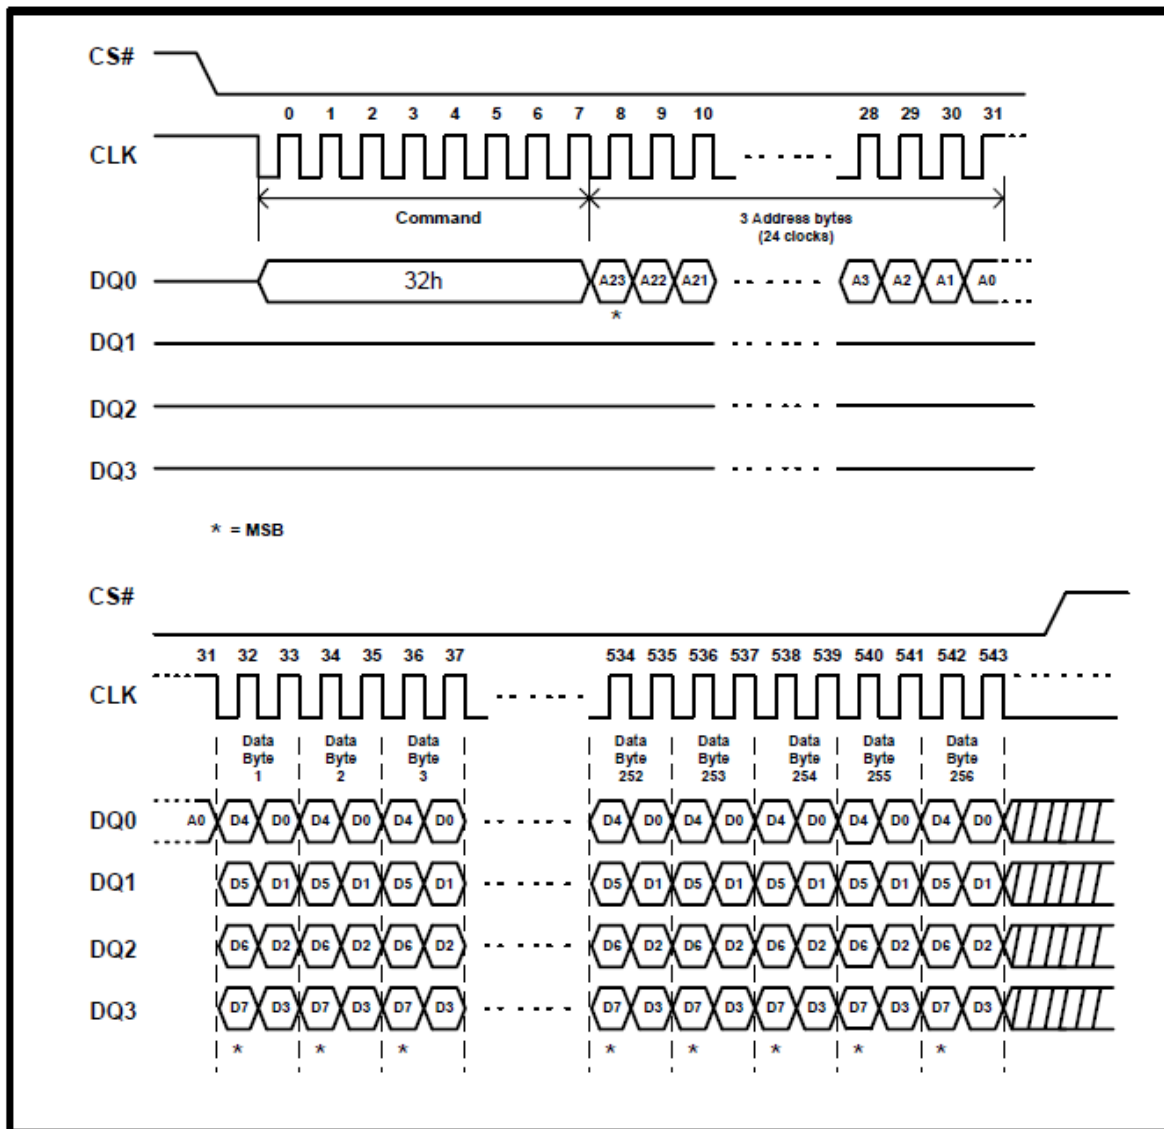 CS#
0 1 2 3 4 5 6 7 8 9 10 28 29 30 31
CLK
Command
3 Address bytes
(24 clocks)
DQ0 32h A23 A22 A21 A3 A2 A1 A0
*
DQ1
DQ2
DQ3
* = MSB
CS#
31 32 33 34 35 36 37 534 535 536 537 538 539 540 541 542 543
CLK
Data Data Data Data Data Data Data Data
Byte Byte Byte Byte Byte Byte Byte Byte
1 2 3 252 253 254 255 256
DQ0 A0 D4 D0 D4 D0 D4 D0 D4 D0 D4 D0 D4 D0 D4 D0 D4 D0
DQ1 D5 D1 D5 D1 D5 D1 D5 D1 D5 D1 D5 D1 D5 D1 D5 D1
DQ2 D6 D2 D6 D2 D6 D2 D6 D2 D6 D2 D6 D2 D6 D2 D6 D2
DQ3 D7 D3 D7 D3 D7 D3 D7 D3 D7 D3 D7 D3 D7 D3 D7 D3
* * * * * * * *